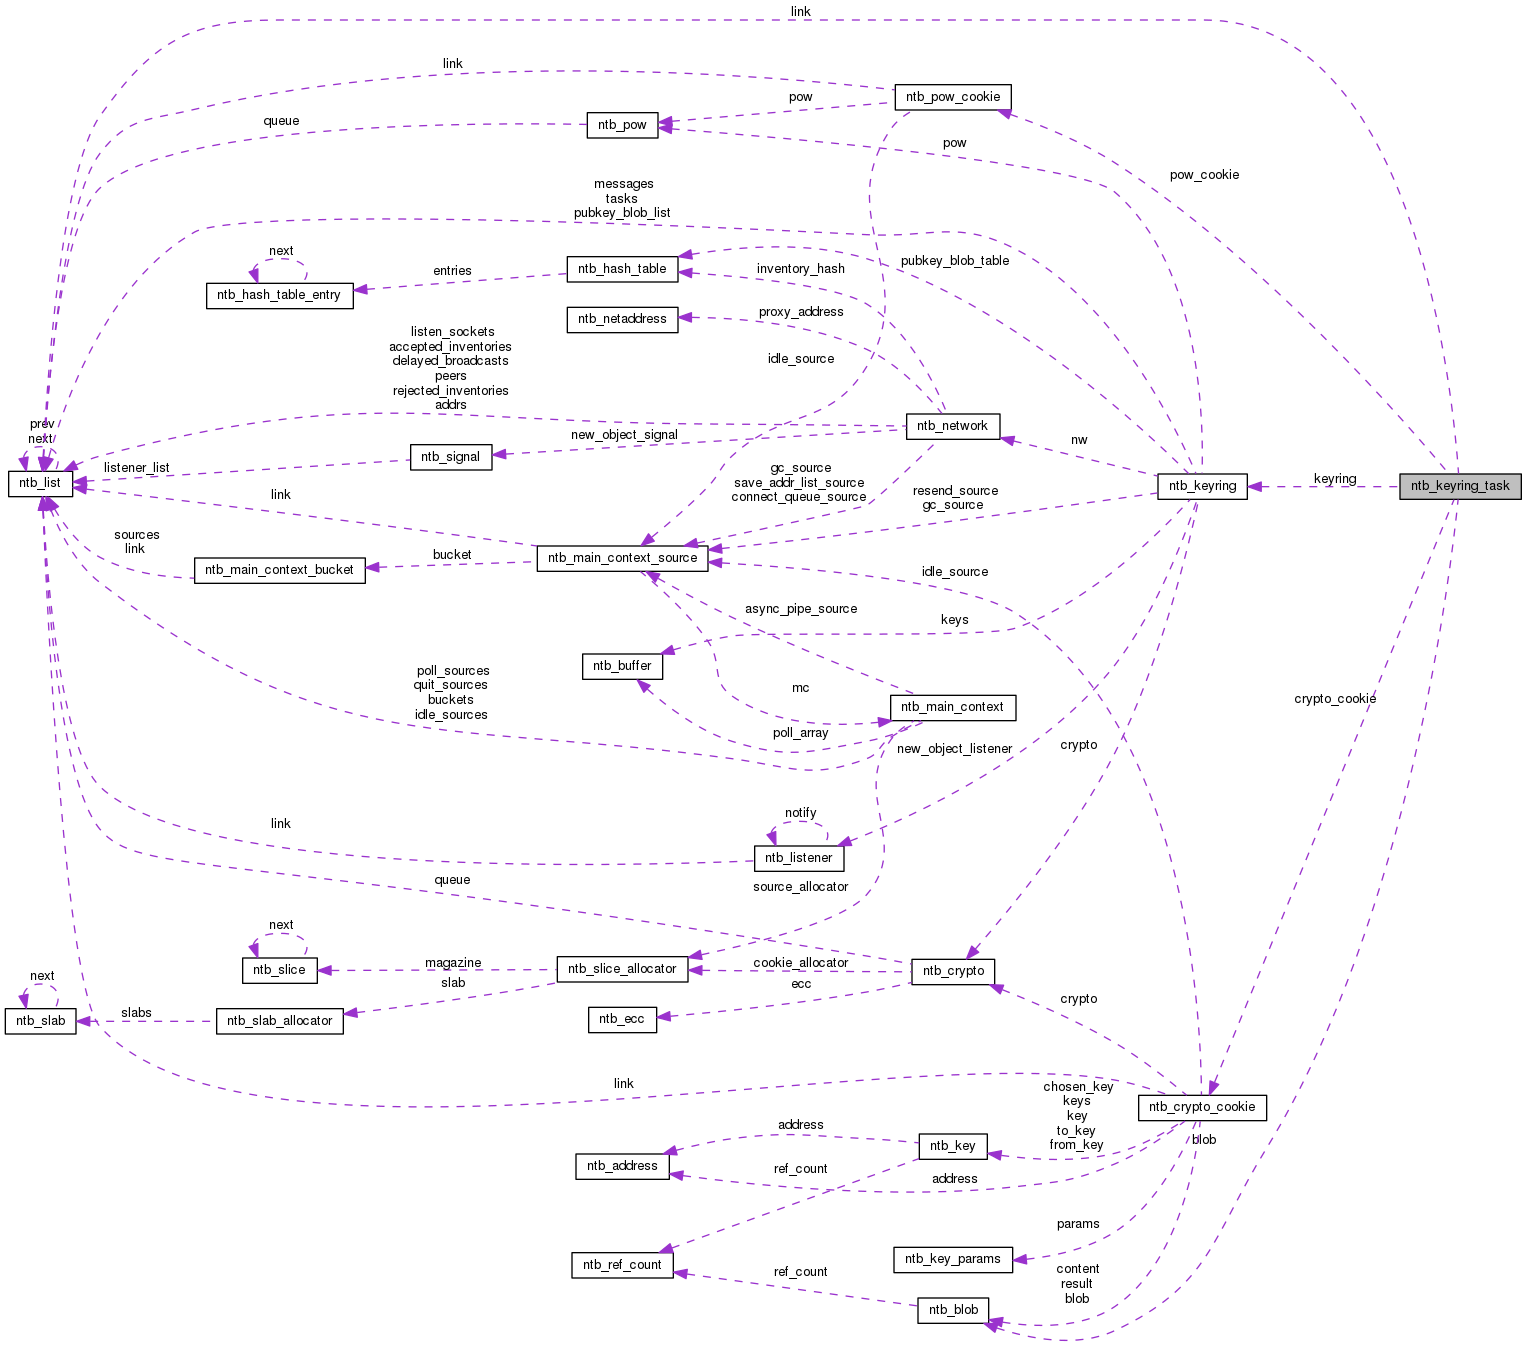 link
link
ntb_pow_cookie
pow
queue
ntb_pow
pow
pow_cookie
messages
tasks
pubkey_blob_list
next
entries
ntb_hash_table
inventory_hash
pubkey_blob_table
ntb_hash_table_entry
ntb_netaddress
proxy_address
listen_sockets
accepted_inventories
delayed_broadcasts
peers
rejected_inventories
addrs
idle_source
prev
next
ntb_network
new_object_signal
nw
ntb_signal
listener_list
ntb_list
gc_source
save_addr_list_source
connect_queue_source
resend_source
gc_source
ntb_keyring
keyring
ntb_keyring_task
link
sources
link
bucket
ntb_main_context_source
ntb_main_context_bucket
idle_source
async_pipe_source
keys
ntb_buffer
poll_sources
quit_sources
buckets
idle_sources
mc
ntb_main_context
crypto_cookie
poll_array
new_object_listener
crypto
notify
link
ntb_listener
queue
source_allocator
next
ntb_slice
magazine
ntb_slice_allocator
cookie_allocator
ntb_crypto
next
slab
ecc
ntb_slab
slabs
ntb_slab_allocator
ntb_ecc
crypto
link
chosen_key
keys
key
to_key
from_key
ntb_crypto_cookie
address
ntb_key
blob
ntb_address
ref_count
address
params
ntb_ref_count
ref_count
ntb_key_params
content
result
blob
ntb_blob